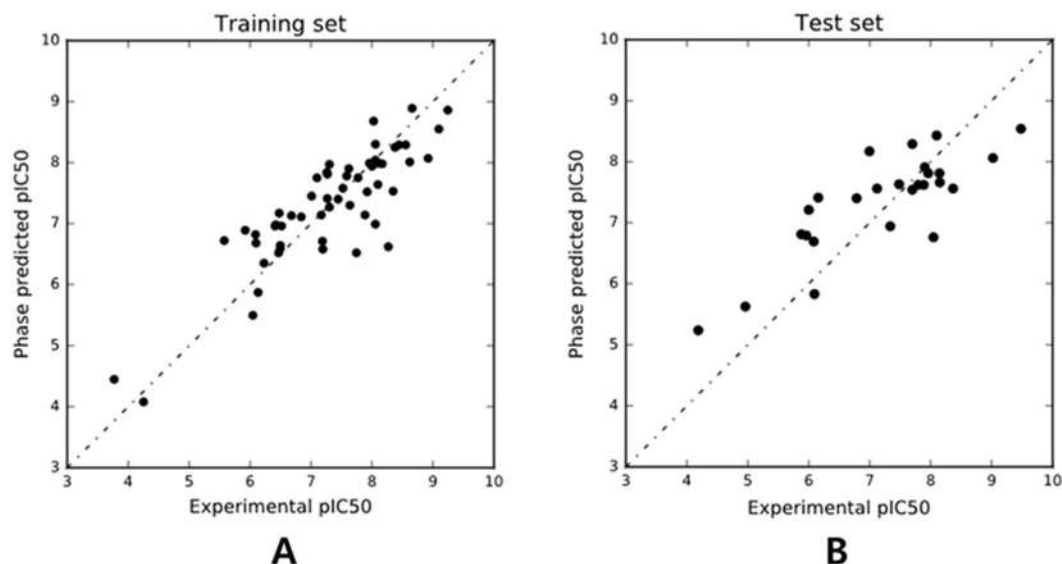 Training set
10
9
8
7
6
5
4
3
3 4 5 6 7 8 9 10
Phase predicted pIC50
Experimental pIC50
A
Test set
10
9
8
7
6
5
4
3
3 4 5 6 7 8 9 10
Phase predicted pIC50
Experimental pIC50
B